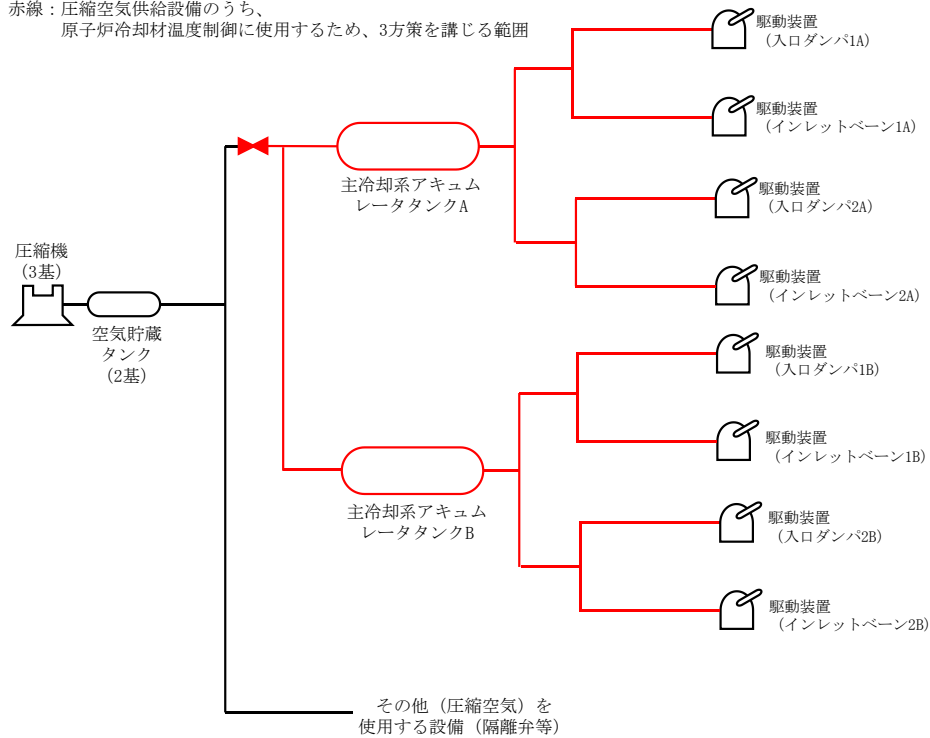 赤線：圧縮空気供給設備のうち、
原子炉冷却材温度制御に使用するため、3方策を講じる範囲
駆動装置
（入口ダンパ1A）
駆動装置
（インレットベーン1A）
主冷却系アキュム
レータタンクA
駆動装置
（入口ダンパ2A）
圧縮機
（3基）
駆動装置
（インレットベーン2A）
空気貯蔵
タンク
（2基）
駆動装置
（入口ダンパ1B）
駆動装置
（インレットベーン1B）
主冷却系アキュム
レータタンクB
駆動装置
（入口ダンパ2B）
駆動装置
（インレットベーン2B）
その他（圧縮空気）を
使用する設備（隔離弁等）